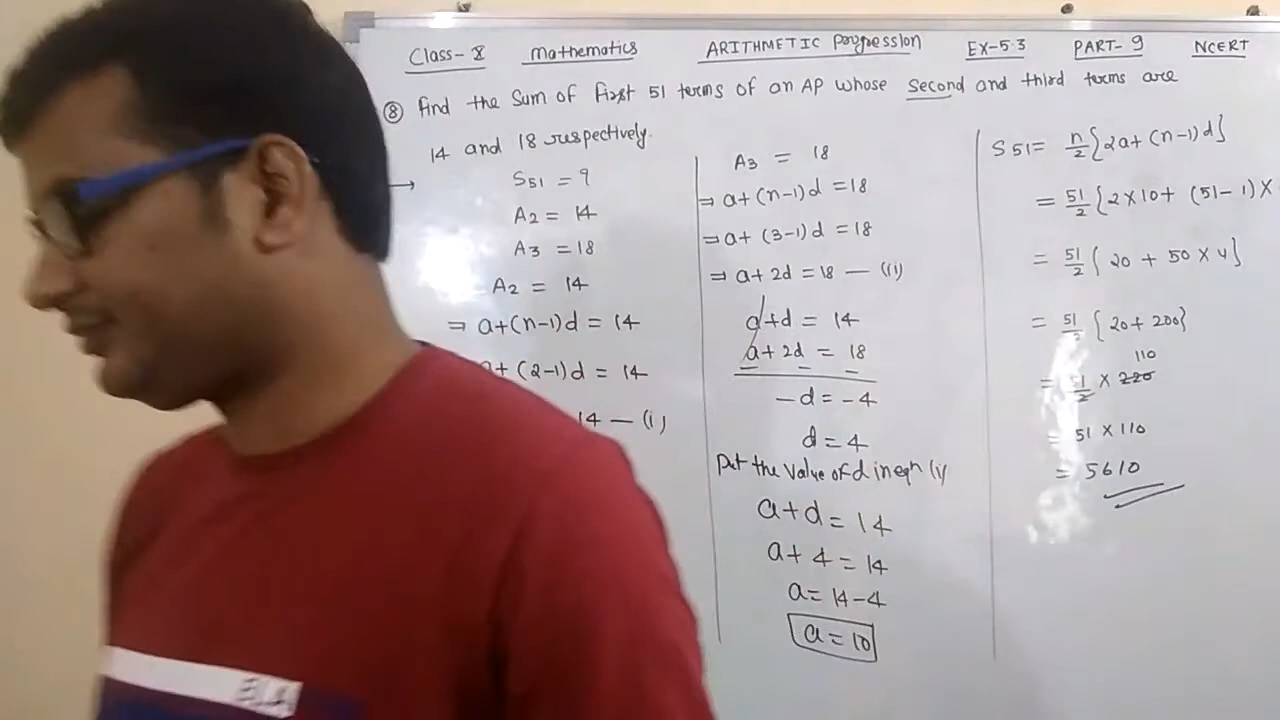 Class- X Mathematics ARITHMETIC Progression EX-5.3 PART-9 NCERT
⑧ Find the Sum of First 51 terms of an AP whose Second and third terms are
14 and 18 respectively.
→ S51 = ?
A2 = 14
A3 = 18
A2 = 14
⇒ a+(n-1)d = 14
a+ (2-1)d = 14
14 — (i)
A3 = 18
⇒ a+(n-1)d = 18
⇒ a+ (3-1)d = 18
⇒ a+ 2d = 18 — (ii)
a+d = 14
a+ 2d = 18
- - -
-d = -4
d = 4
Put the Value of d in eqn (i)
a+d = 14
a+ 4 = 14
a= 14-4
a = 10
S51= n/2{2a+(n-1)d}
= 51/2{2×10+ (51-1)×
= 51/2{20 + 50×4}
= 51/2{20+200}
110
= 51/2 × 220
= 51 × 110
= 5610